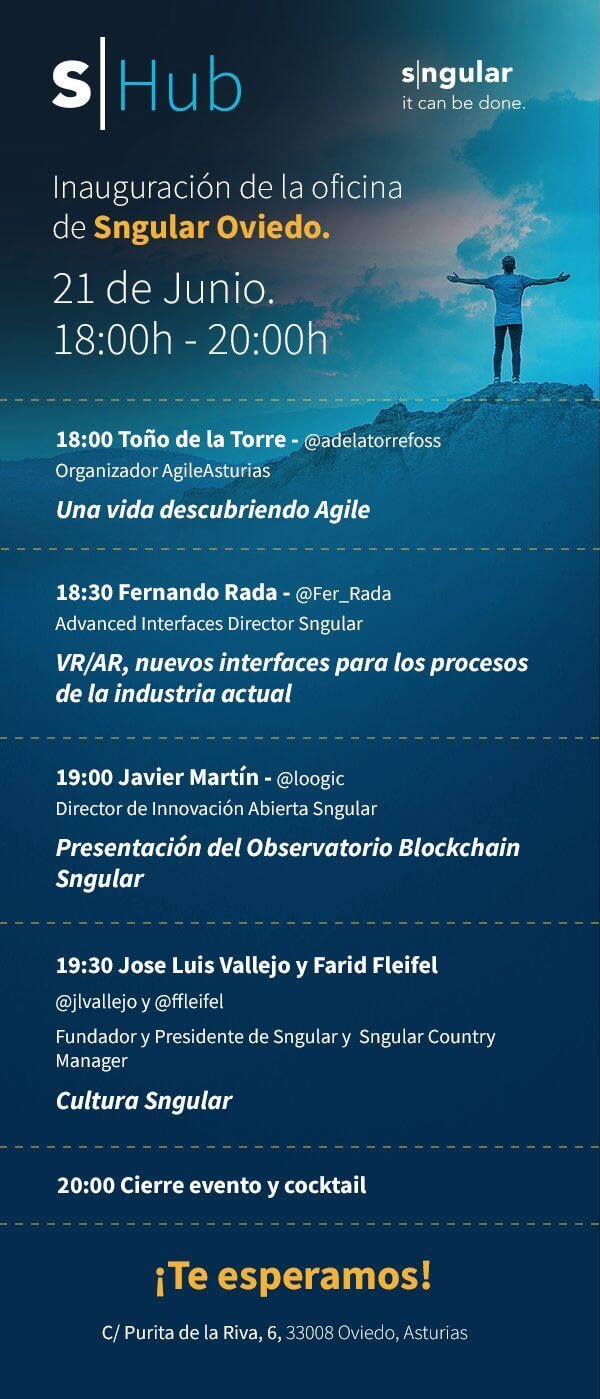 s|Hub
s|ngular
it can be done.
Inauguración de la oficina
de Sngular Oviedo.
21 de Junio.
18:00h - 20:00h
18:00 Toño de la Torre - @adelatorrefoss
Organizador AgileAsturias
Una vida descubriendo Agile
18:30 Fernando Rada - @Fer_Rada
Advanced Interfaces Director Sngular
VR/AR, nuevos interfaces para los procesos
de la industria actual
19:00 Javier Martín - @loogic
Director de Innovación Abierta Sngular
Presentación del Observatorio Blockchain
Sngular
19:30 Jose Luis Vallejo y Farid Fleifel
@jlvallejo y @ffleifel
Fundador y Presidente de Sngular y Sngular Country
Manager
Cultura Sngular
20:00 Cierre evento y cocktail
¡Te esperamos!
C/ Purita de la Riva, 6, 33008 Oviedo, Asturias